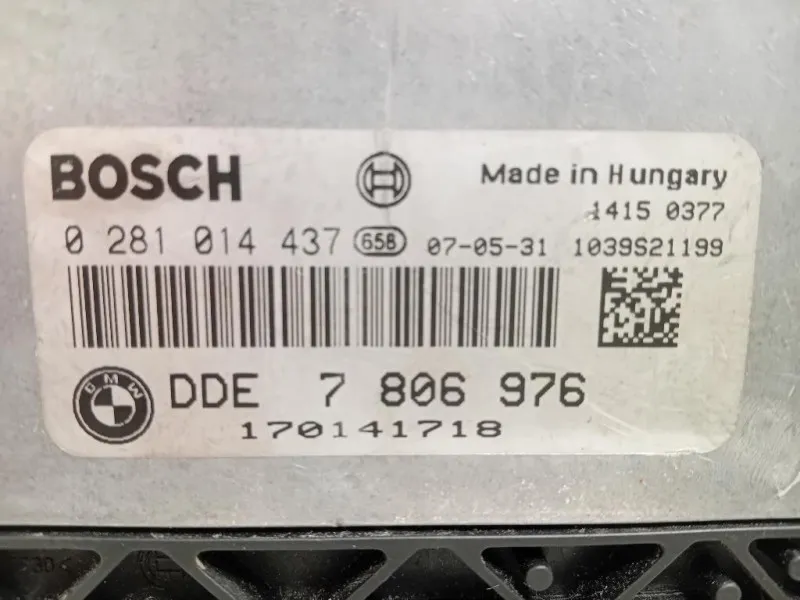 BOSCH
Made in Hungary
1415 0377
0 281 014 437 658 07-05-31 1039S21199
BMW
DDE 7 806 976
170141718